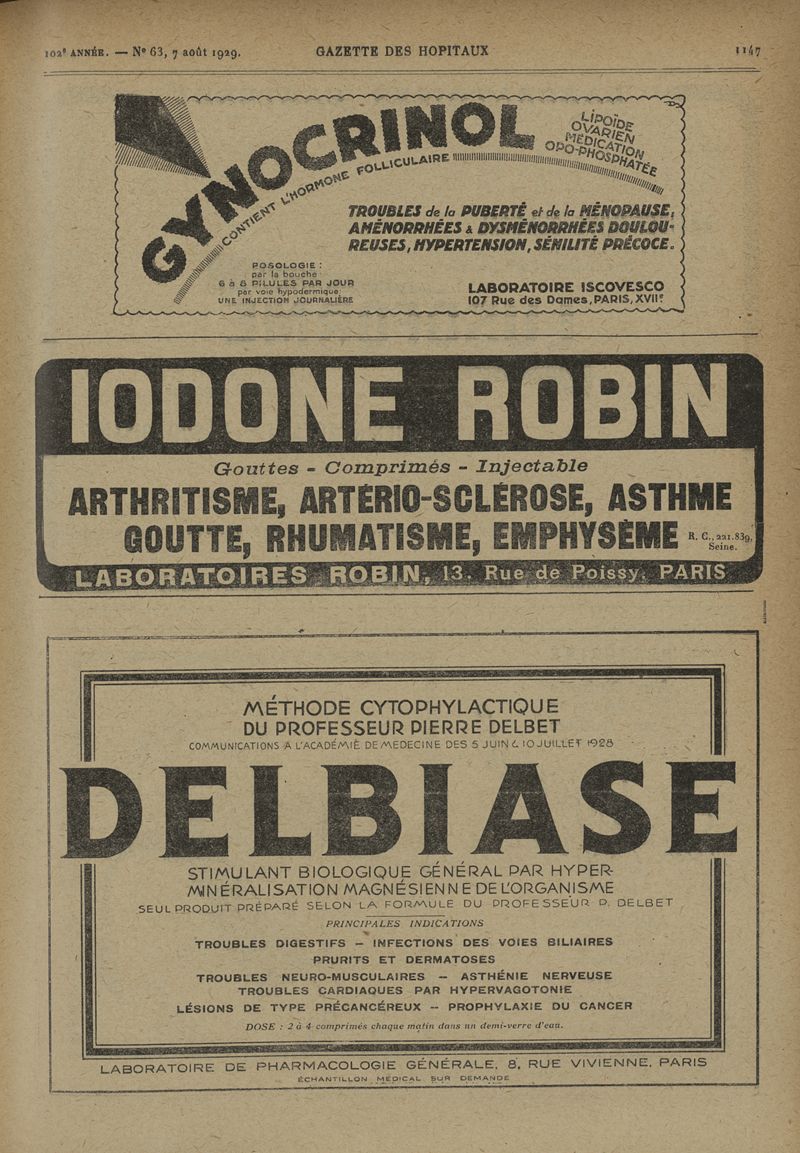 102e ANNÉE. — No 63, 7 août 1929. GAZETTE DES HOPITAUX 1147
GYNOCRINOL
CONTIENT L'HORMONE FOLLICULAIRE
LIPOÏDE
OVARIEN
MÉDICATION
OPO-PHOSPHATÉE
TROUBLES de la PUBERTÉ et de la MÉNOPAUSE,
AMÉNORRHÉES & DYSMÉNORRHÉES DOULOU-
REUSES, HYPERTENSION, SÉNILITÉ PRÉCOCE.
POSOLOGIE :
par la bouche
6 à 8 PILULES PAR JOUR
par voie hypodermique
UNE INJECTION JOURNALIÈRE
LABORATOIRE ISCOVESCO
107 Rue des Dames, PARIS, XVIIe
IODONE ROBIN
Gouttes - Comprimés - Injectable
ARTHRITISME, ARTÉRIO-SCLÉROSE, ASTHME
GOUTTE, RHUMATISME, EMPHYSÈME R. C., 221.839,
Seine.
LABORATOIRES ROBIN, 13, Rue de Poissy, PARIS
MÉTHODE CYTOPHYLACTIQUE
DU PROFESSEUR PIERRE DELBET
COMMUNICATIONS A L'ACADÉMIE DE MEDECINE DES 5 JUIN & 10 JUILLET 1928
DELBIASE
STIMULANT BIOLOGIQUE GÉNÉRAL PAR HYPER-
MINÉRALISATION MAGNÉSIENNE DE L'ORGANISME
SEUL PRODUIT PRÉPARÉ SELON LA FORMULE DU PROFESSEUR P. DELBET
PRINCIPALES INDICATIONS
TROUBLES DIGESTIFS — INFECTIONS DES VOIES BILIAIRES
PRURITS ET DERMATOSES
TROUBLES NEURO-MUSCULAIRES — ASTHÉNIE NERVEUSE
TROUBLES CARDIAQUES PAR HYPERVAGOTONIE
LÉSIONS DE TYPE PRÉCANCÉREUX — PROPHYLAXIE DU CANCER
DOSE : 2 à 4 comprimés chaque matin dans un demi-verre d'eau.
LABORATOIRE DE PHARMACOLOGIE GÉNÉRALE, 8, RUE VIVIENNE, PARIS
ÉCHANTILLON MÉDICAL SUR DEMANDE